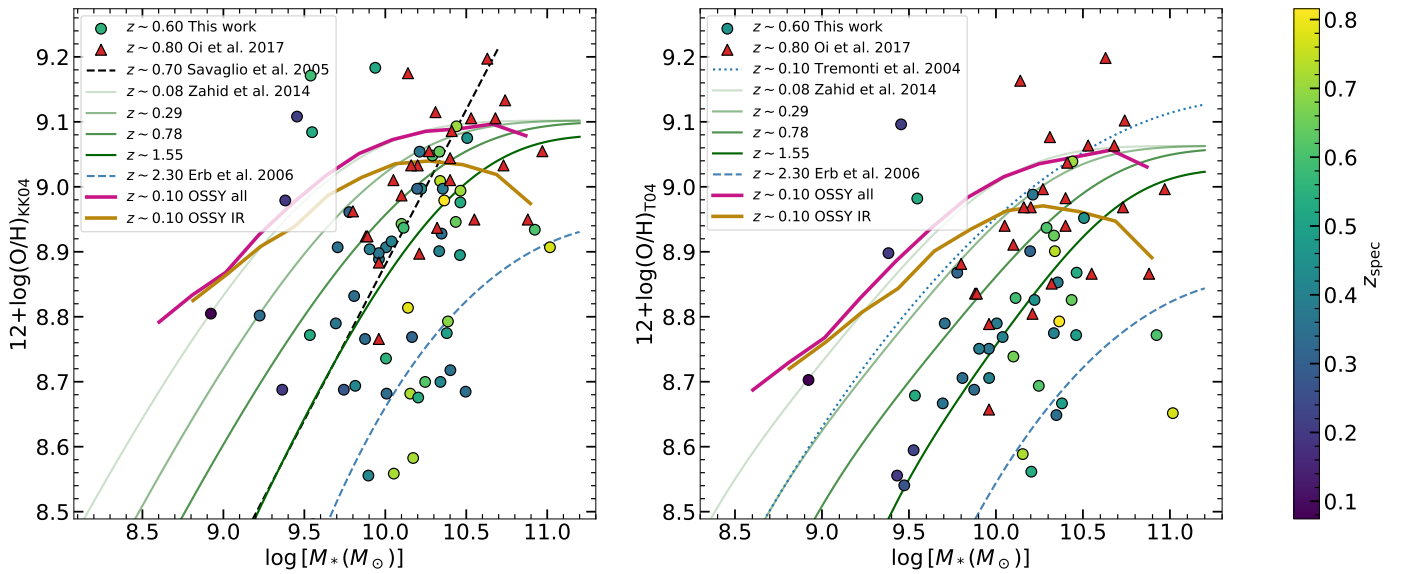 z ~ 0.60 This work
z ~ 0.80 Oi et al. 2017
z ~ 0.70 Savaglio et al. 2005
z ~ 0.08 Zahid et al. 2014
z ~ 0.29
z ~ 0.78
z ~ 1.55
z ~ 2.30 Erb et al. 2006
z ~ 0.10 OSSY all
z ~ 0.10 OSSY IR
12+log(O/H)KK04
9.2
9.1
9.0
8.9
8.8
8.7
8.6
8.5
8.5 9.0 9.5 10.0 10.5 11.0
log [M*(M⊙)]
z ~ 0.60 This work
z ~ 0.80 Oi et al. 2017
z ~ 0.10 Tremonti et al. 2004
z ~ 0.08 Zahid et al. 2014
z ~ 0.29
z ~ 0.78
z ~ 1.55
z ~ 2.30 Erb et al. 2006
z ~ 0.10 OSSY all
z ~ 0.10 OSSY IR
12+log(O/H)T04
9.2
9.1
9.0
8.9
8.8
8.7
8.6
8.5
8.5 9.0 9.5 10.0 10.5 11.0
log [M*(M⊙)]
0.8
0.7
0.6
0.5
0.4
0.3
0.2
0.1
zspec